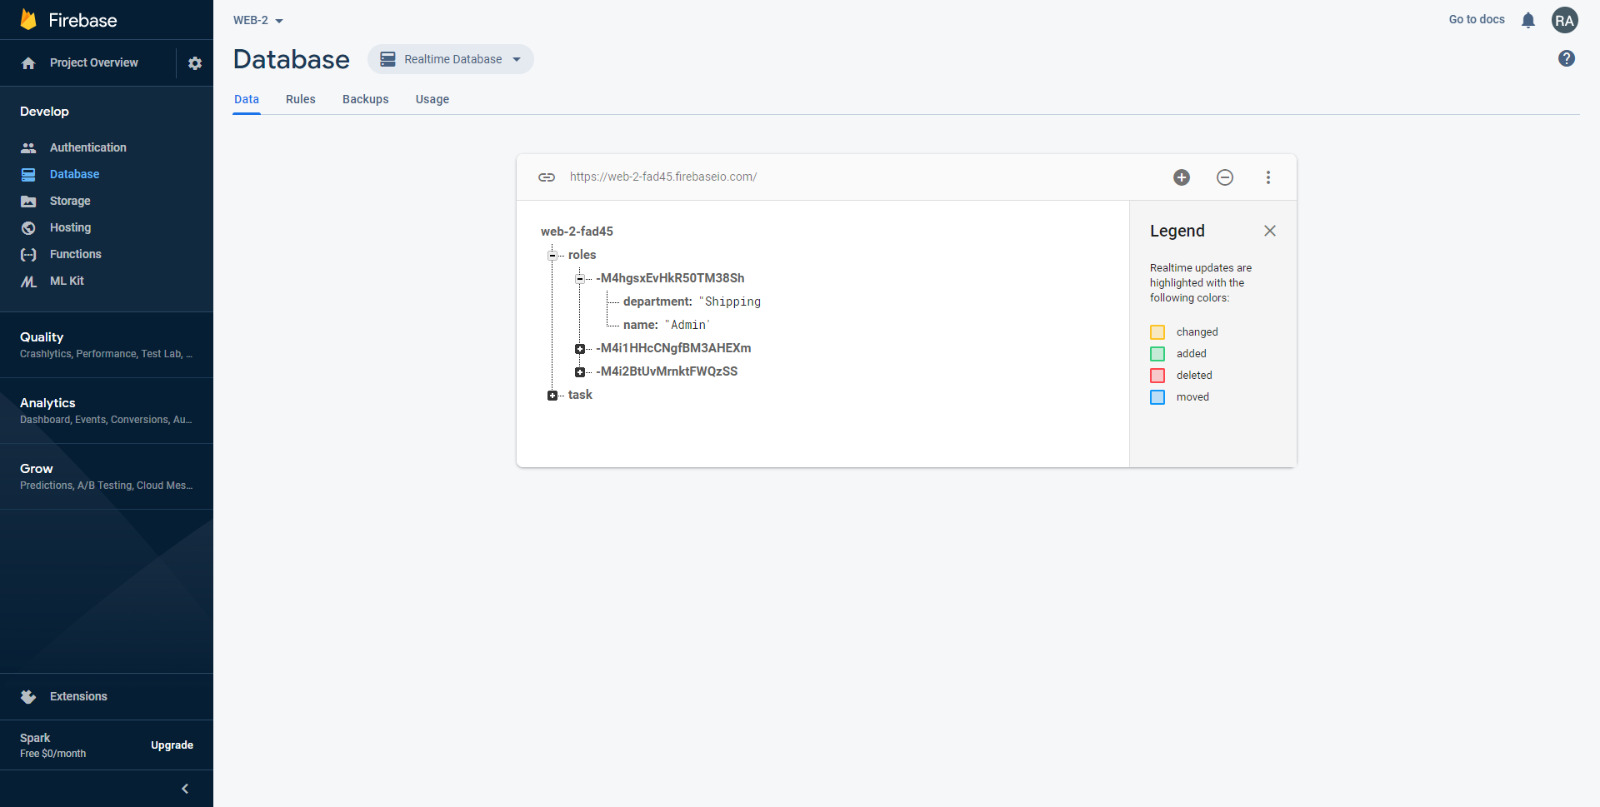 Firebase
Project Overview
Develop
Authentication
Database
Storage
Hosting
Functions
ML Kit
Quality
Crashlytics, Performance, Test Lab, ...
Analytics
Dashboard, Events, Conversions, Au...
Grow
Predictions, A/B Testing, Cloud Mes...
Extensions
Spark
Free $0/month
Upgrade
WEB-2
Go to docs
RA
Database
Realtime Database
?
Data
Rules
Backups
Usage
https://web-2-fad45.firebaseio.com/
web-2-fad45
roles
-M4hgsxEvHkR50TM38Sh
department: "Shipping
name: "Admin'
-M4i1HHcCNgfBM3AHEXm
-M4i2BtUvMrnktFWQzSS
task
Legend
Realtime updates are
highlighted with the
following colors:
changed
added
deleted
moved